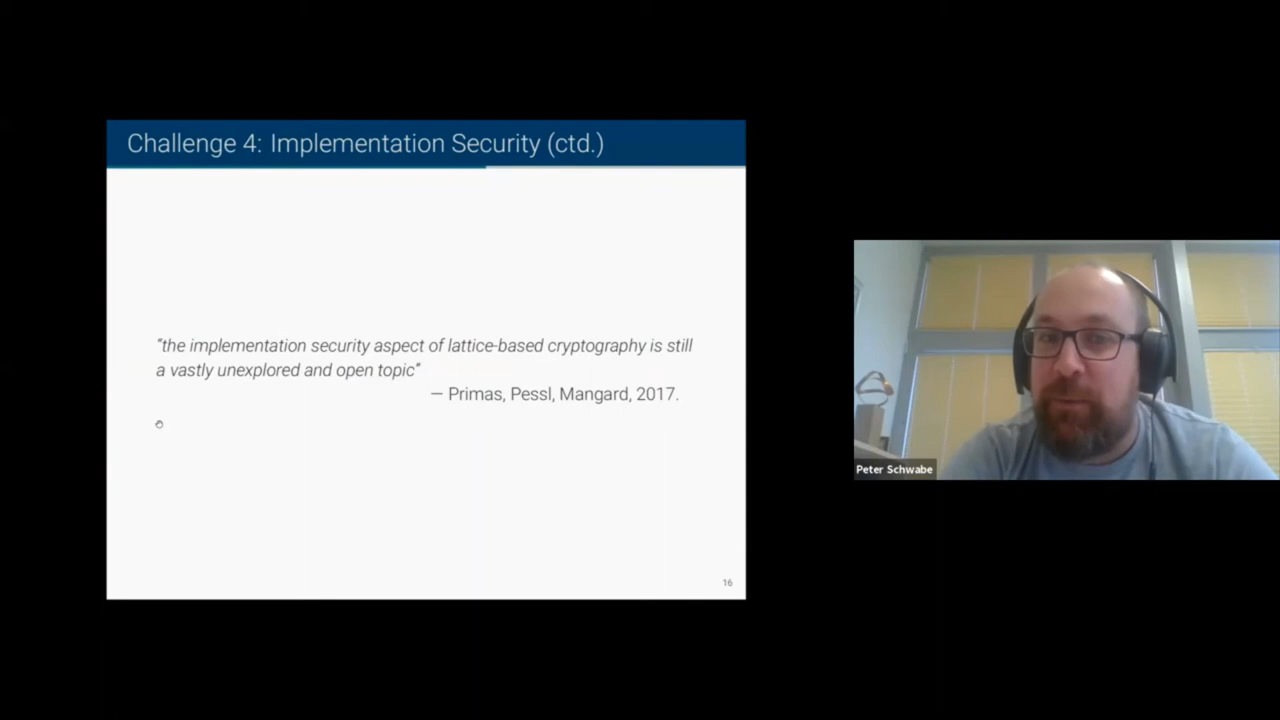 Challenge 4: Implementation Security (ctd.)
“the implementation security aspect of lattice-based cryptography is still
a vastly unexplored and open topic”
— Primas, Pessl, Mangard, 2017.
16
Peter Schwabe